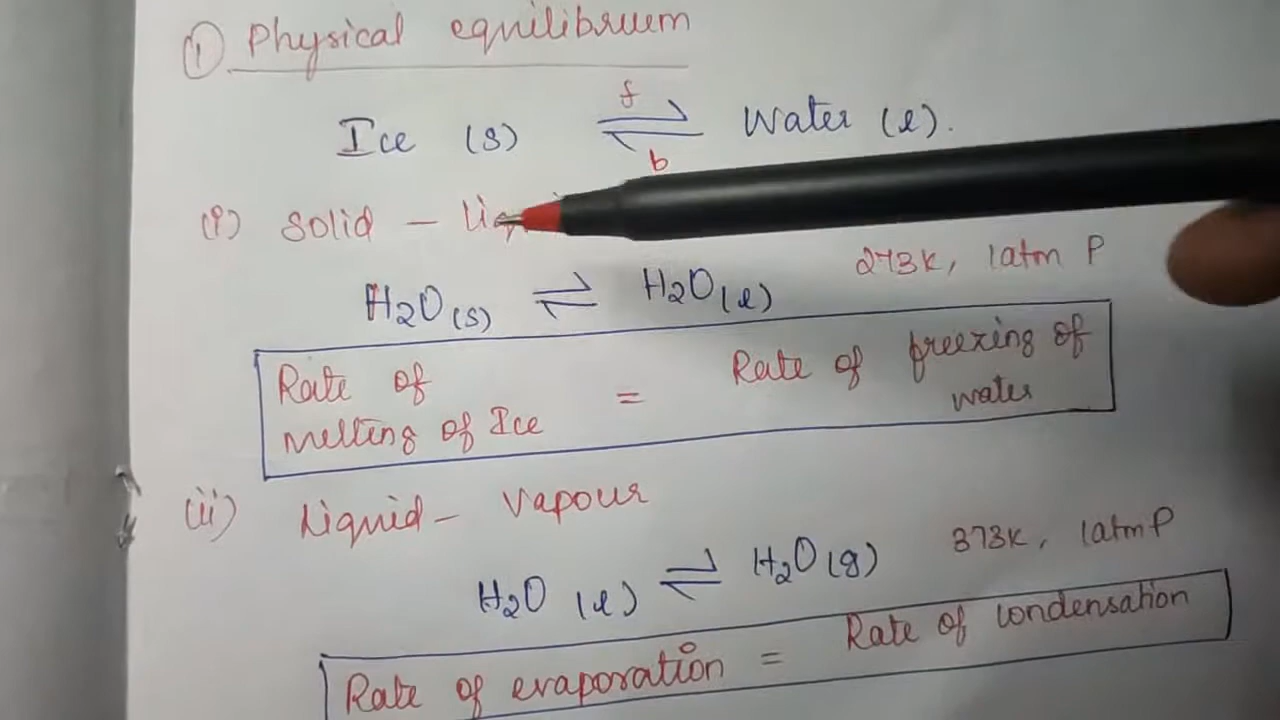 ① Physical equilibruim
Ice (s) ⇌ Water (l).
f
b
(i) Solid -
H2O(s) ⇌ H2O(l) 273K, 1atm P
Rate of melting of Ice = Rate of freezing of water
(ii) Liquid - Vapour
H2O (l) ⇌ H2O(g) 373K, 1atm P
Rate of evaporation = Rate of condensation